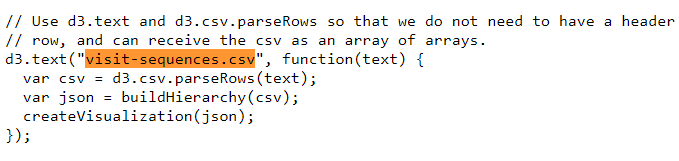 // Use d3.text and d3.csv.parseRows so that we do not need to have a header
// row, and can receive the csv as an array of arrays.
d3.text("visit-sequences.csv", function(text) {
  var csv = d3.csv.parseRows(text);
  var json = buildHierarchy(csv);
  createVisualization(json);
});